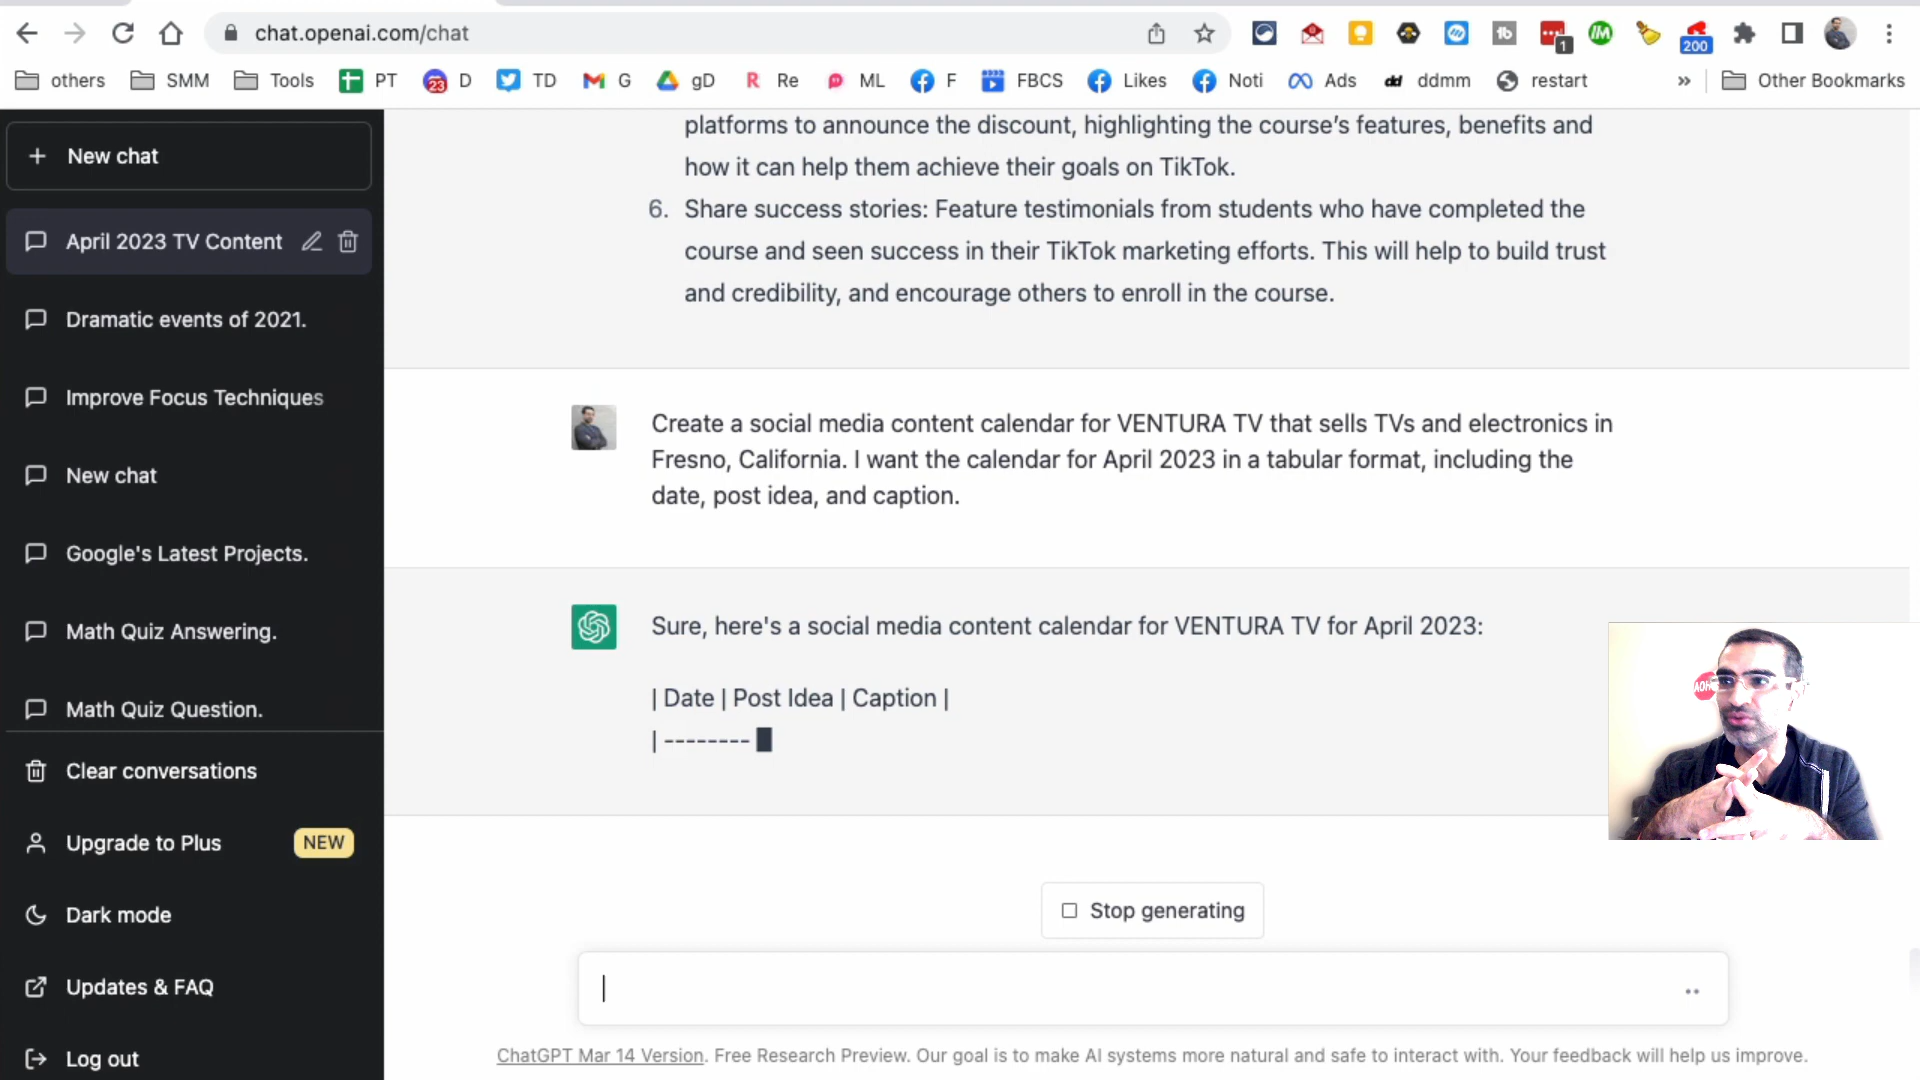 chat.openai.com/chat
1
200
others
SMM
Tools
PT
23
D
TD
G
gD
R Re
ML
F
FBCS
Likes
Noti
Ads
dd ddmm
restart
»
Other Bookmarks
+ New chat
April 2023 TV Content
Dramatic events of 2021.
Improve Focus Techniques
New chat
Google's Latest Projects.
Math Quiz Answering.
Math Quiz Question.
Clear conversations
Upgrade to Plus
NEW
Dark mode
Updates & FAQ
Log out
platforms to announce the discount, highlighting the course's features, benefits and
how it can help them achieve their goals on TikTok.
6. Share success stories: Feature testimonials from students who have completed the
course and seen success in their TikTok marketing efforts. This will help to build trust
and credibility, and encourage others to enroll in the course.
Create a social media content calendar for VENTURA TV that sells TVs and electronics in
Fresno, California. I want the calendar for April 2023 in a tabular format, including the
date, post idea, and caption.
Sure, here's a social media content calendar for VENTURA TV for April 2023:
| Date | Post Idea | Caption |
| --------
Stop generating
ChatGPT Mar 14 Version. Free Research Preview. Our goal is to make AI systems more natural and safe to interact with. Your feedback will help us improve.